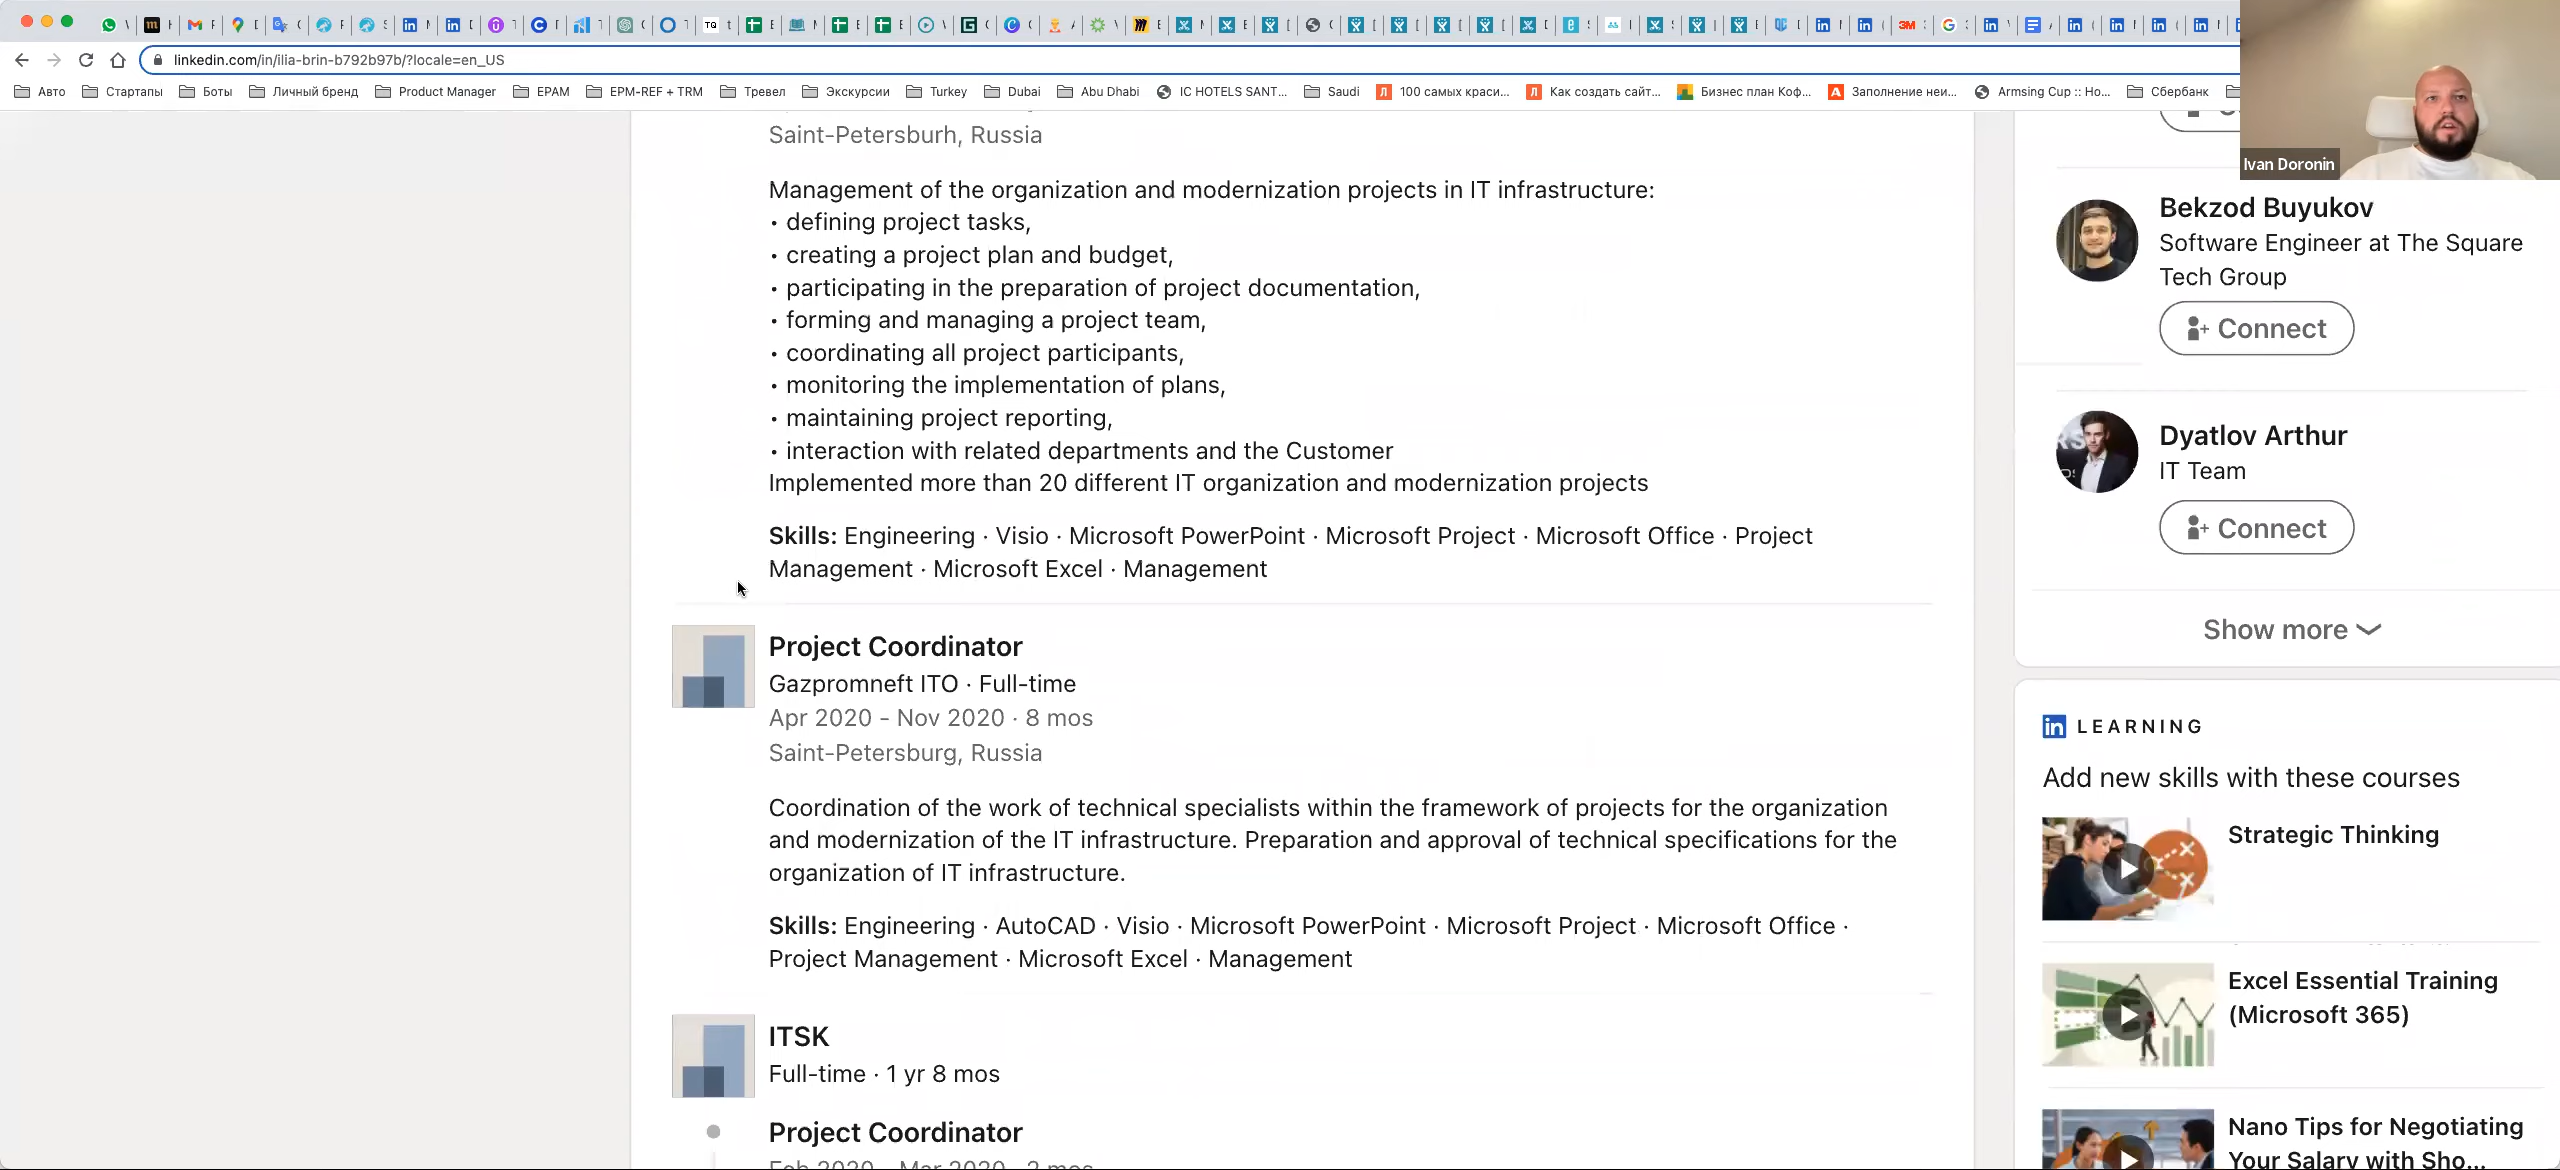 linkedin.com/in/ilia-brin-b792b97b/?locale=en_US
Авто Стартапы Боты Личный бренд Product Manager EPAM EPM-REF + TRM Тревел Экскурсии Turkey Dubai Abu Dhabi IC HOTELS SANT... Saudi 100 самых краси... Как создать сайт... Бизнес план Коф... Заполнение неи... Armsing Cup :: Ho... Сбербанк
Ivan Doronin
Saint-Petersburh, Russia
Management of the organization and modernization projects in IT infrastructure:
• defining project tasks,
• creating a project plan and budget,
• participating in the preparation of project documentation,
• forming and managing a project team,
• coordinating all project participants,
• monitoring the implementation of plans,
• maintaining project reporting,
• interaction with related departments and the Customer
Implemented more than 20 different IT organization and modernization projects
Skills: Engineering · Visio · Microsoft PowerPoint · Microsoft Project · Microsoft Office · Project
Management · Microsoft Excel · Management
Project Coordinator
Gazpromneft ITO · Full-time
Apr 2020 - Nov 2020 · 8 mos
Saint-Petersburg, Russia
Coordination of the work of technical specialists within the framework of projects for the organization
and modernization of the IT infrastructure. Preparation and approval of technical specifications for the
organization of IT infrastructure.
Skills: Engineering · AutoCAD · Visio · Microsoft PowerPoint · Microsoft Project · Microsoft Office ·
Project Management · Microsoft Excel · Management
ITSK
Full-time · 1 yr 8 mos
Project Coordinator
Feb 2020 - Mar 2020 · 2 mos
Bekzod Buyukov
Software Engineer at The Square
Tech Group
Connect
Dyatlov Arthur
IT Team
Connect
Show more
in LEARNING
Add new skills with these courses
Strategic Thinking
Excel Essential Training
(Microsoft 365)
Nano Tips for Negotiating
Your Salary with Sho...